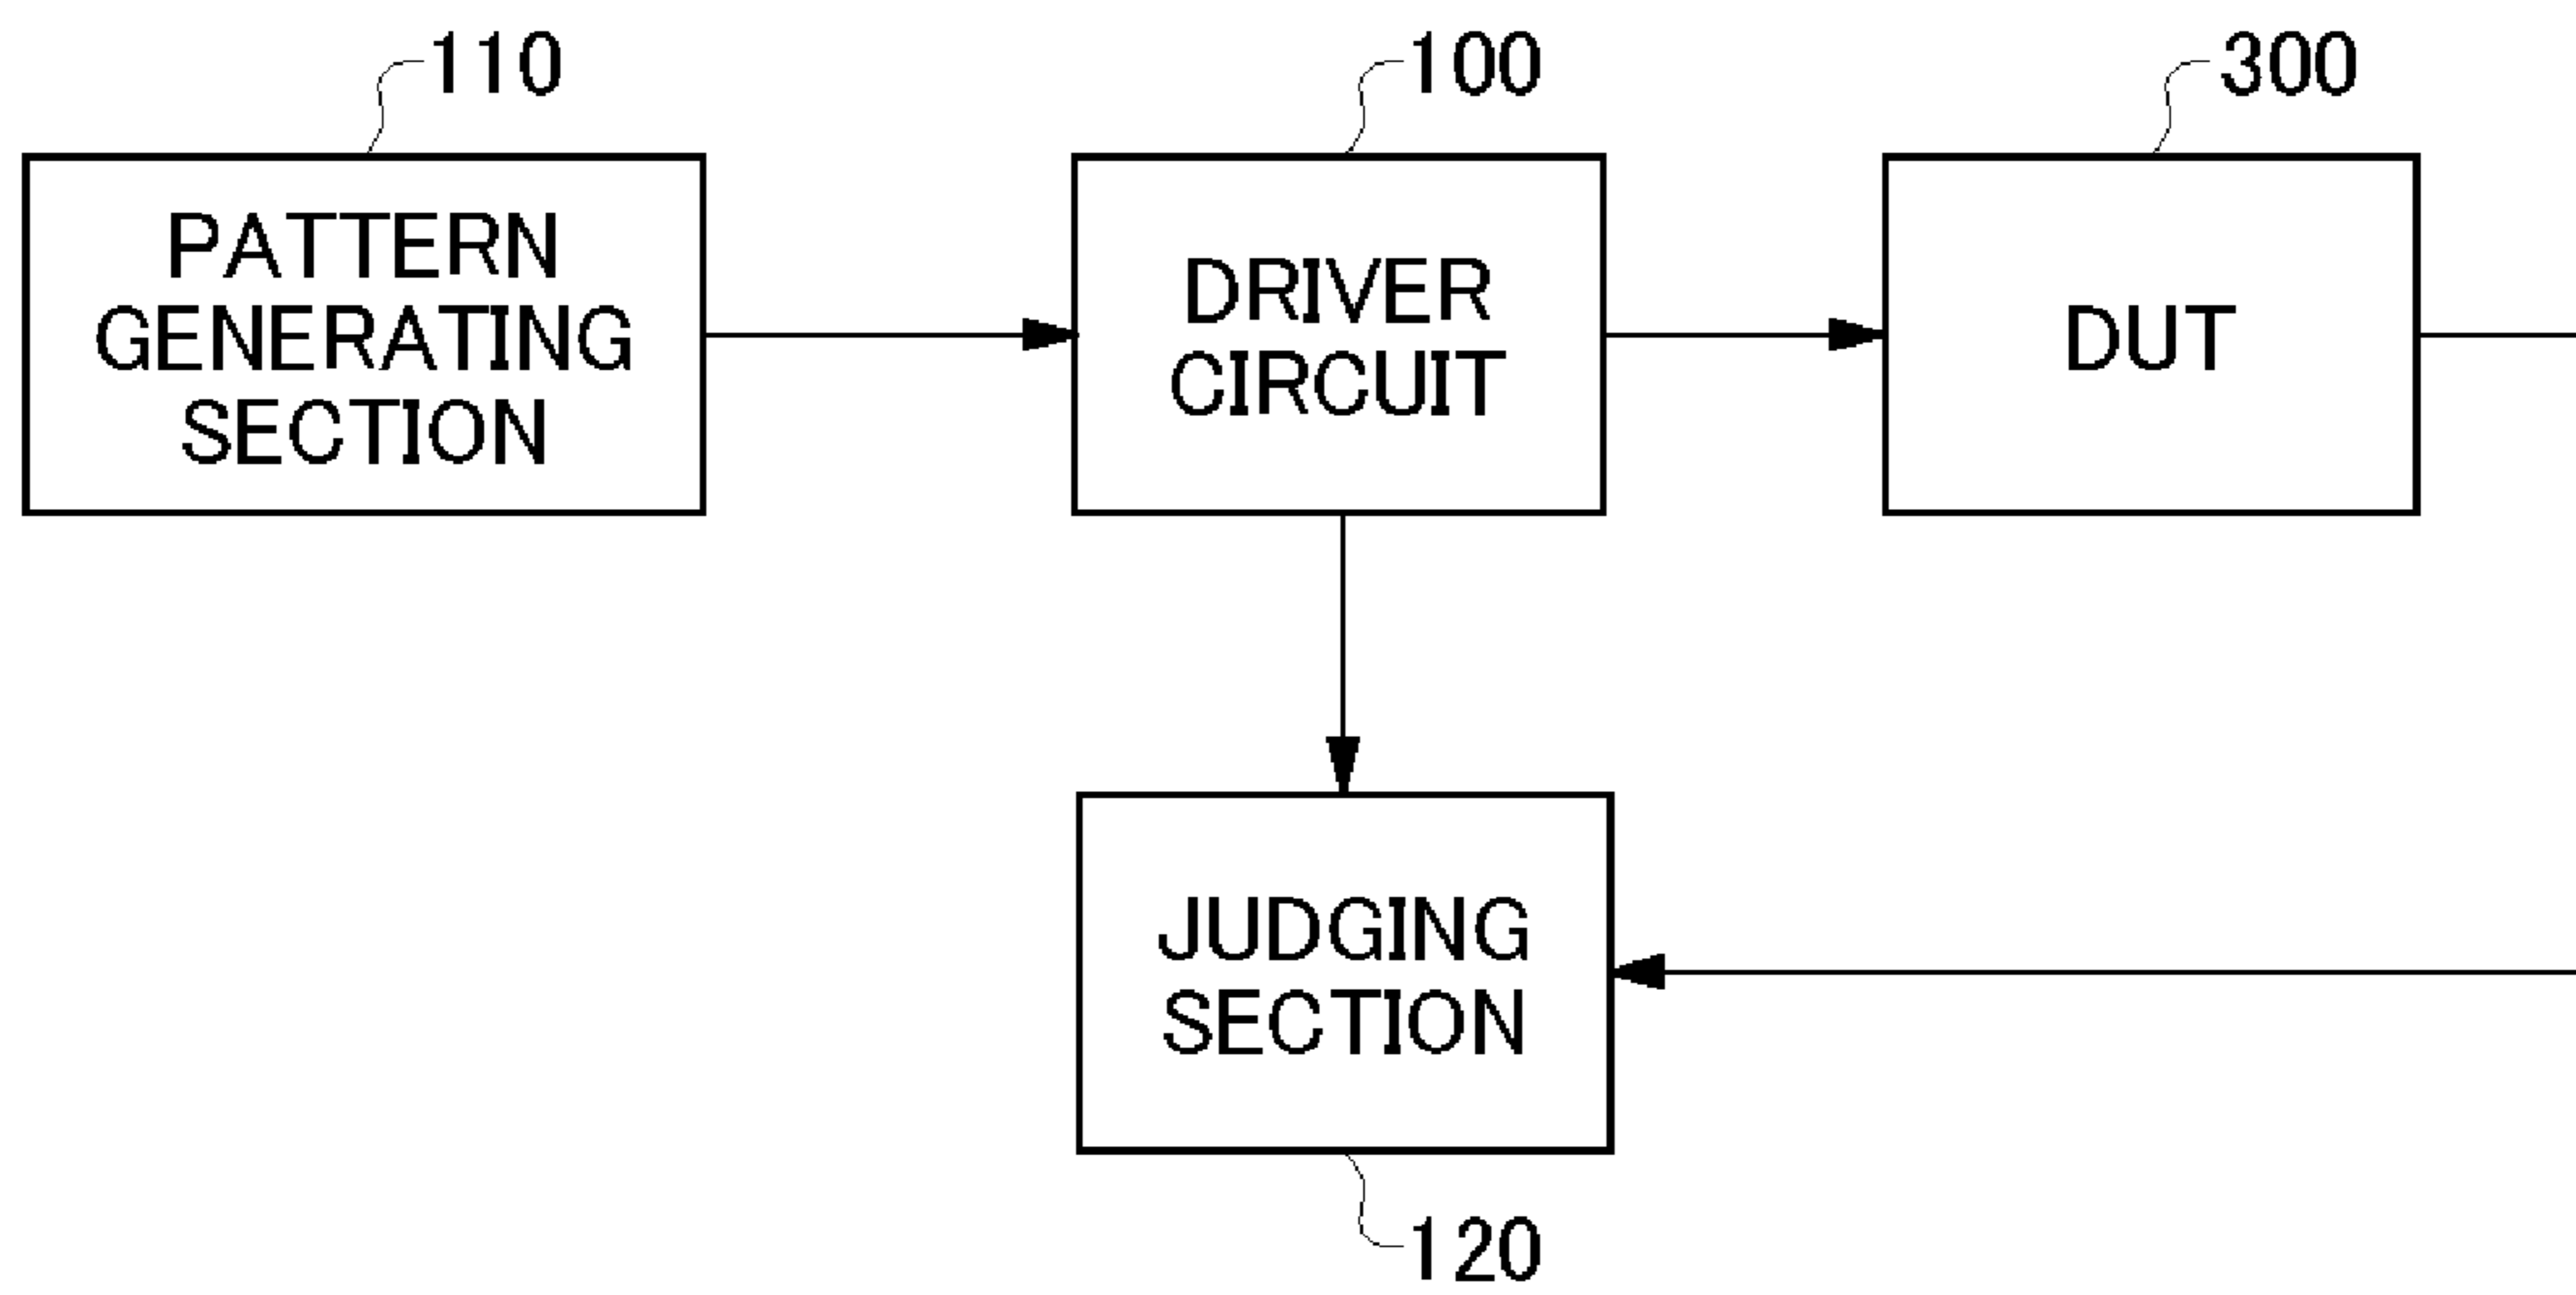 110
100
300
PATTERN
GENERATING
SECTION
DRIVER
CIRCUIT
DUT
JUDGING
SECTION
120